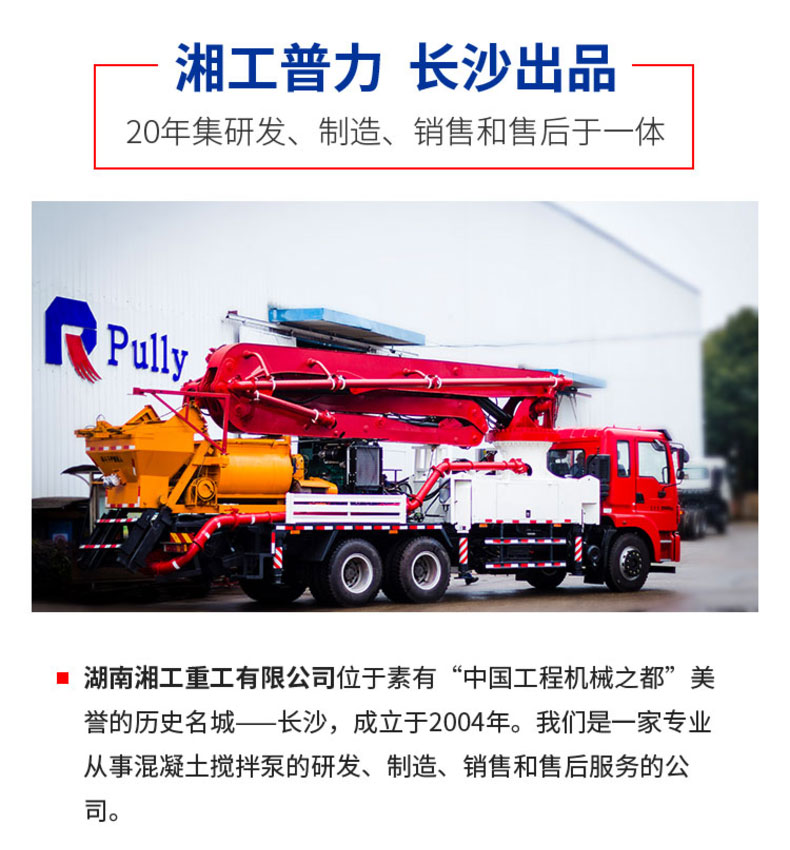 湘工普力 长沙出品
20年集研发、制造、销售和售后于一体
Pully
湖南湘工重工有限公司位于素有“中国工程机械之都”美
誉的历史名城——长沙，成立于2004年。我们是一家专业
从事混凝土搅拌泵的研发、制造、销售和售后服务的公
司。